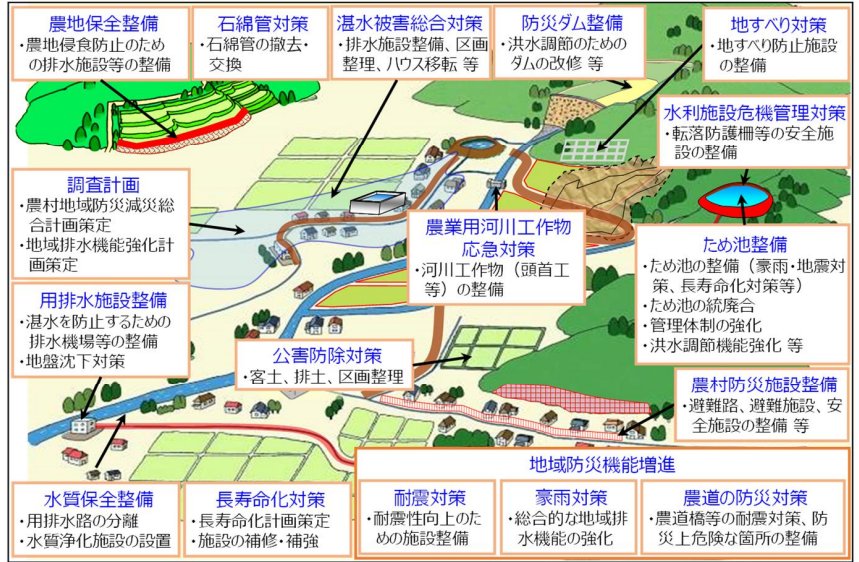 農地保全整備
・農地侵食防止のため
の排水施設等の整備
石綿管対策
・石綿管の撤去・
交換
湛水被害総合対策
・排水施設整備、区画
整理、ハウス移転 等
防災ダム整備
・洪水調節のための
ダムの改修 等
地すべり対策
・地すべり防止施設
の整備
水利施設危機管理対策
・転落防護柵等の安全施
設の整備
調査計画
・農村地域防災減災総
合計画策定
・地域排水機能強化計
画策定
農業用河川工作物
応急対策
・河川工作物（頭首工
等）の整備
ため池整備
・ため池の整備（豪雨・地震対
策、長寿命化対策等）
・ため池の統廃合
・管理体制の強化
・洪水調節機能強化 等
用排水施設整備
・湛水を防止するための
排水機場等の整備
・地盤沈下対策
公害防除対策
・客土、排土、区画整理
農村防災施設整備
・避難路、避難施設、安
全施設の整備 等
水質保全整備
・用排水路の分離
・水質浄化施設の設置
長寿命化対策
・長寿命化計画策定
・施設の補修・補強
地域防災機能増進
耐震対策
・耐震性向上のた
めの施設整備
豪雨対策
・総合的な地域排
水機能の強化
農道の防災対策
・農道橋等の耐震対策、防
災上危険な箇所の整備